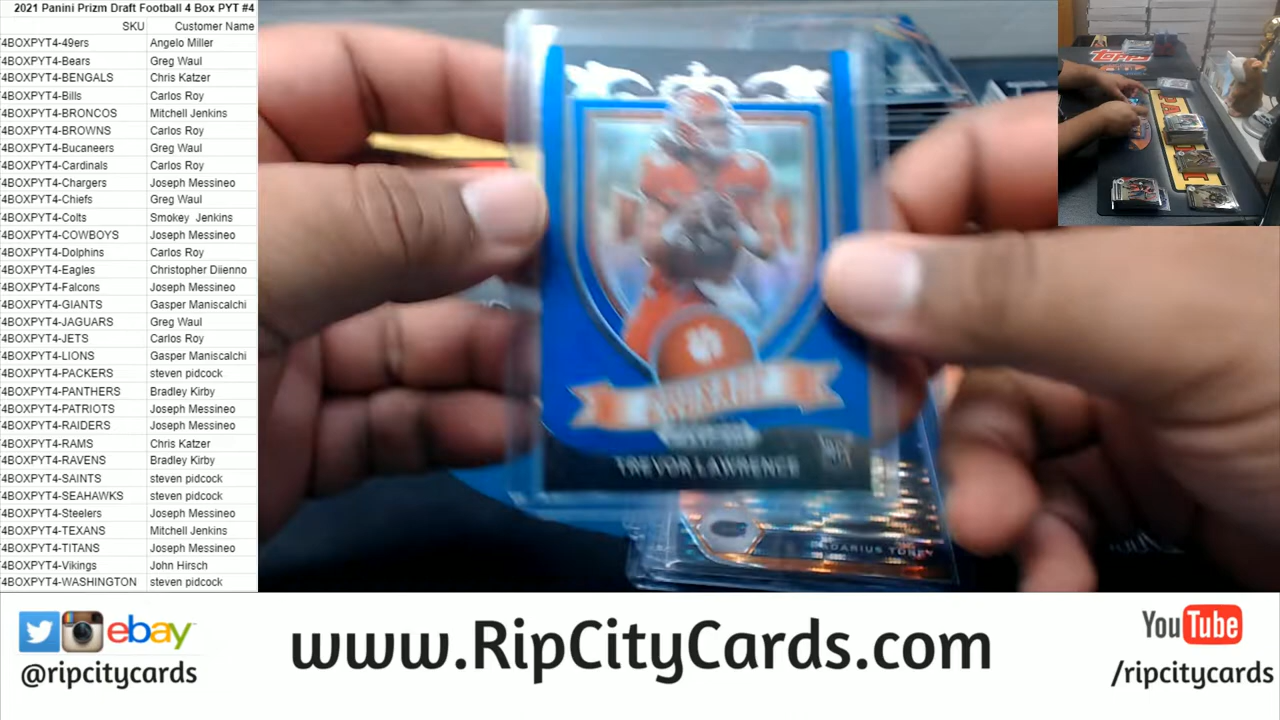 2021 Panini Prizm Draft Football 4 Box PYT #4
SKU Customer Name
4BOXPYT4-49ers Angelo Miller
4BOXPYT4-Bears Greg Waul
4BOXPYT4-BENGALS Chris Katzer
4BOXPYT4-Bills Carlos Roy
4BOXPYT4-BRONCOS Mitchell Jenkins
4BOXPYT4-BROWNS Carlos Roy
4BOXPYT4-Bucaneers Greg Waul
4BOXPYT4-Cardinals Carlos Roy
4BOXPYT4-Chargers Joseph Messineo
4BOXPYT4-Chiefs Greg Waul
4BOXPYT4-Colts Smokey Jenkins
4BOXPYT4-COWBOYS Joseph Messineo
4BOXPYT4-Dolphins Carlos Roy
4BOXPYT4-Eagles Christopher Diienno
4BOXPYT4-Falcons Joseph Messineo
4BOXPYT4-GIANTS Gasper Maniscalchi
4BOXPYT4-JAGUARS Greg Waul
4BOXPYT4-JETS Carlos Roy
4BOXPYT4-LIONS Gasper Maniscalchi
4BOXPYT4-PACKERS steven pidcock
4BOXPYT4-PANTHERS Bradley Kirby
4BOXPYT4-PATRIOTS Joseph Messineo
4BOXPYT4-RAIDERS Joseph Messineo
4BOXPYT4-RAMS Chris Katzer
4BOXPYT4-RAVENS Bradley Kirby
4BOXPYT4-SAINTS steven pidcock
4BOXPYT4-SEAHAWKS steven pidcock
4BOXPYT4-Steelers Joseph Messineo
4BOXPYT4-TEXANS Mitchell Jenkins
4BOXPYT4-TITANS Joseph Messineo
4BOXPYT4-Vikings John Hirsch
4BOXPYT4-WASHINGTON steven pidcock
TREVOR LAWRENCE
KADARIUS TONEY
Topps
ebay
@ripcitycards
www.RipCityCards.com
YouTube
/ripcitycards